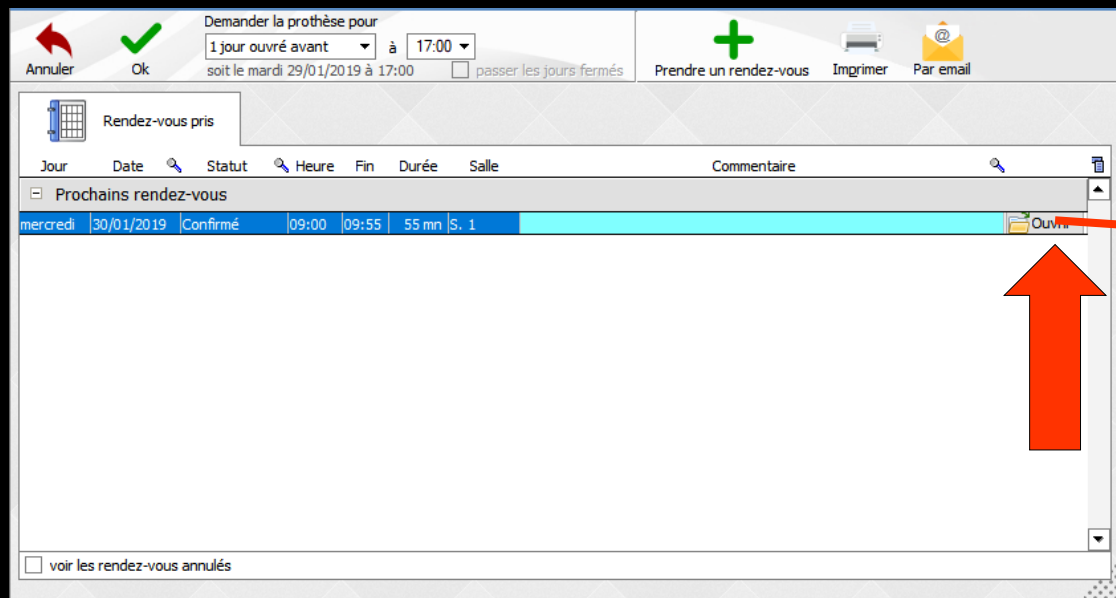 Demander la prothèse pour
1 jour ouvré avant à 17:00
Annuler Ok soit le mardi 29/01/2019 à 17:00 passer les jours fermés Prendre un rendez-vous Imprimer Par email
Rendez-vous pris
Jour Date Statut Heure Fin Durée Salle Commentaire
Prochains rendez-vous
mercredi 30/01/2019 Confirmé 09:00 09:55 55 mn S. 1 Ouvrir
voir les rendez-vous annulés